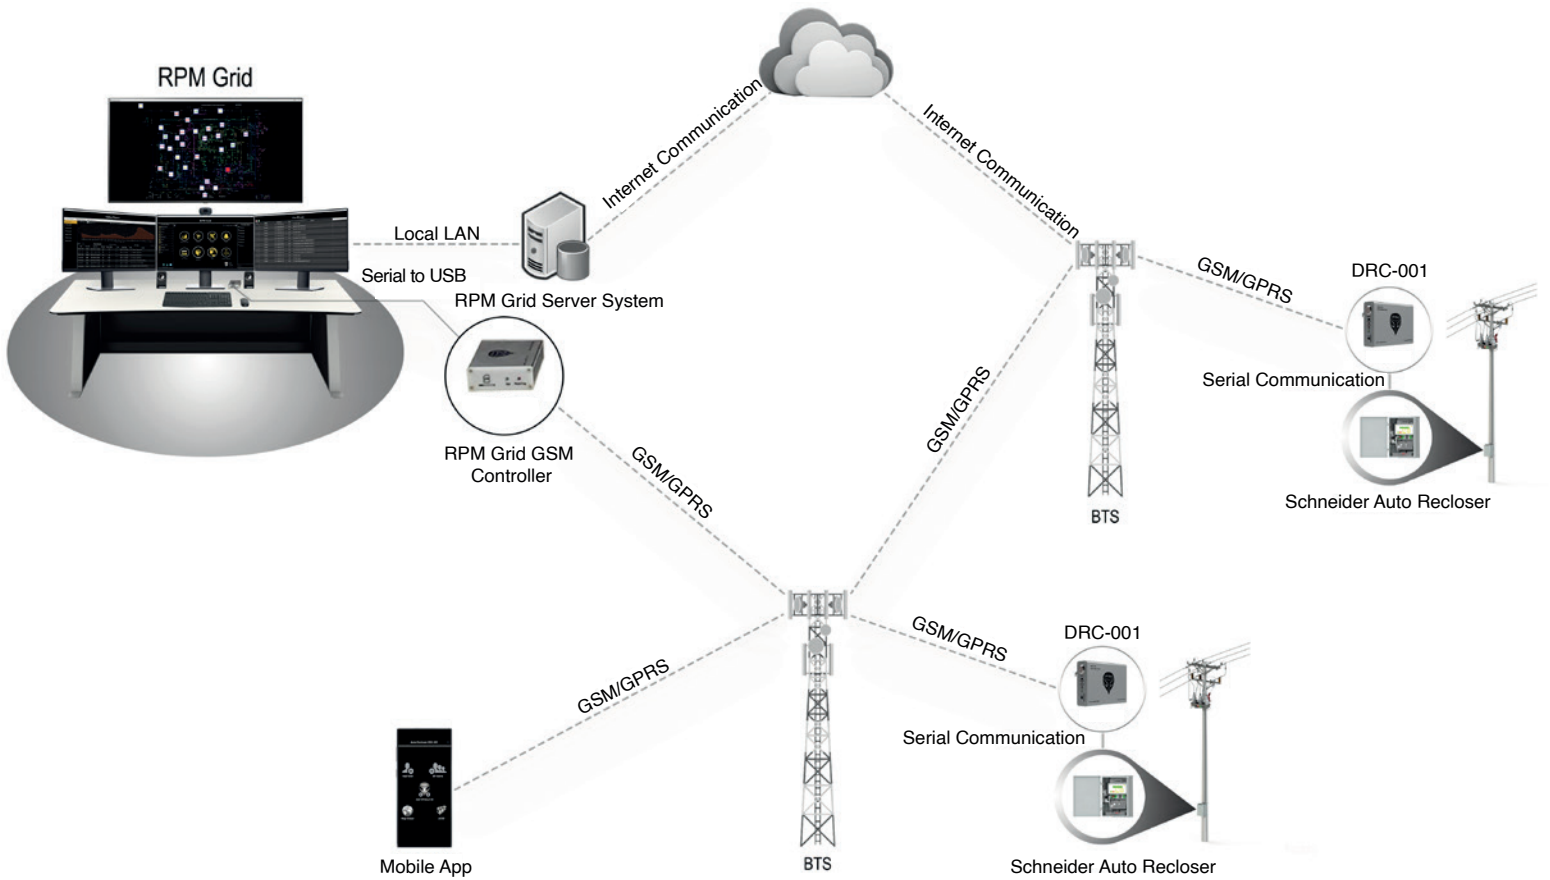 RPM Grid
Internet Communication
Internet Communication
Local LAN
Serial to USB
RPM Grid Server System
GSM/GPRS
DRC-001
Serial Communication
GSM/GPRS
RPM Grid GSM
Controller
GSM/GPRS
Schneider Auto Recloser
BTS
GSM/GPRS
DRC-001
GSM/GPRS
Serial Communication
Mobile App
BTS
Schneider Auto Recloser